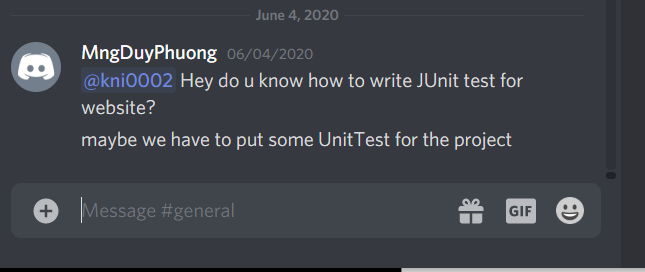 June 4, 2020
MngDuyPhuong 06/04/2020
@kni0002 Hey do u know how to write JUnit test for
website?
maybe we have to put some UnitTest for the project
Message #general
GIF